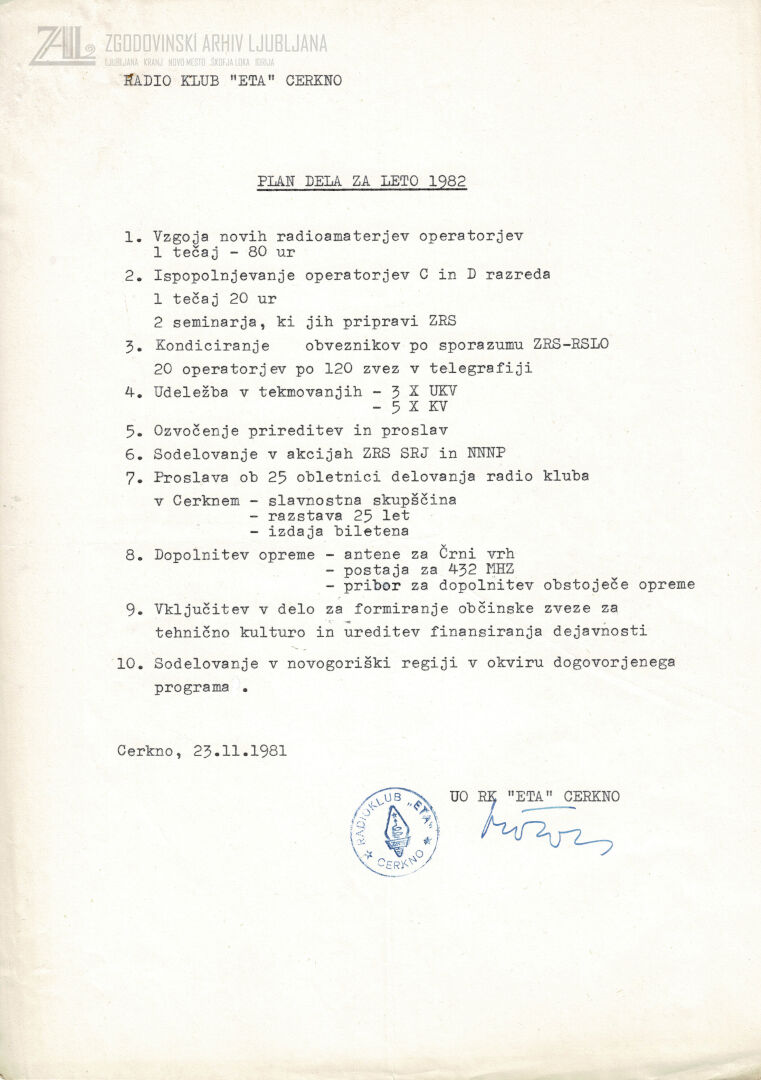 ZAL ZGODOVINSKI ARHIV LJUBLJANA
LJUBLJANA KRANJ NOVO MESTO ŠKOFJA LOKA IDRIJA
RADIO KLUB "ETA" CERKNO
PLAN DELA ZA LETO 1982
1. Vzgoja novih radioamaterjev operatorjev
1 tečaj - 80 ur
2. Ispopolnjevanje operatorjev C in D razreda
1 tečaj 20 ur
2 seminarja, ki jih pripravi ZRS
3. Kondiciranje obveznikov po sporazumu ZRS-RSLO
20 operatorjev po 120 zvez v telegrafiji
4. Udeležba v tekmovanjih - 3 X UKV
- 5 X KV
5. Ozvočenje prireditev in proslav
6. Sodelovanje v akcijah ZRS SRJ in NNNP
7. Proslava ob 25 obletnici delovanja radio kluba
v Cerknem - slavnostna skupščina
- razstava 25 let
- izdaja biletena
8. Dopolnitev opreme - antene za Črni vrh
- postaja za 432 MHZ
- pribor za dopolnitev obstoječe opreme
9. Vključitev v delo za formiranje občinske zveze za
tehnično kulturo in ureditev finansiranja dejavnosti
10. Sodelovanje v novogoriški regiji v okviru dogovorjenega
programa .
Cerkno, 23.11.1981
UO RK "ETA" CERKNO
RADIOKLUB "ETA"
CERKNO